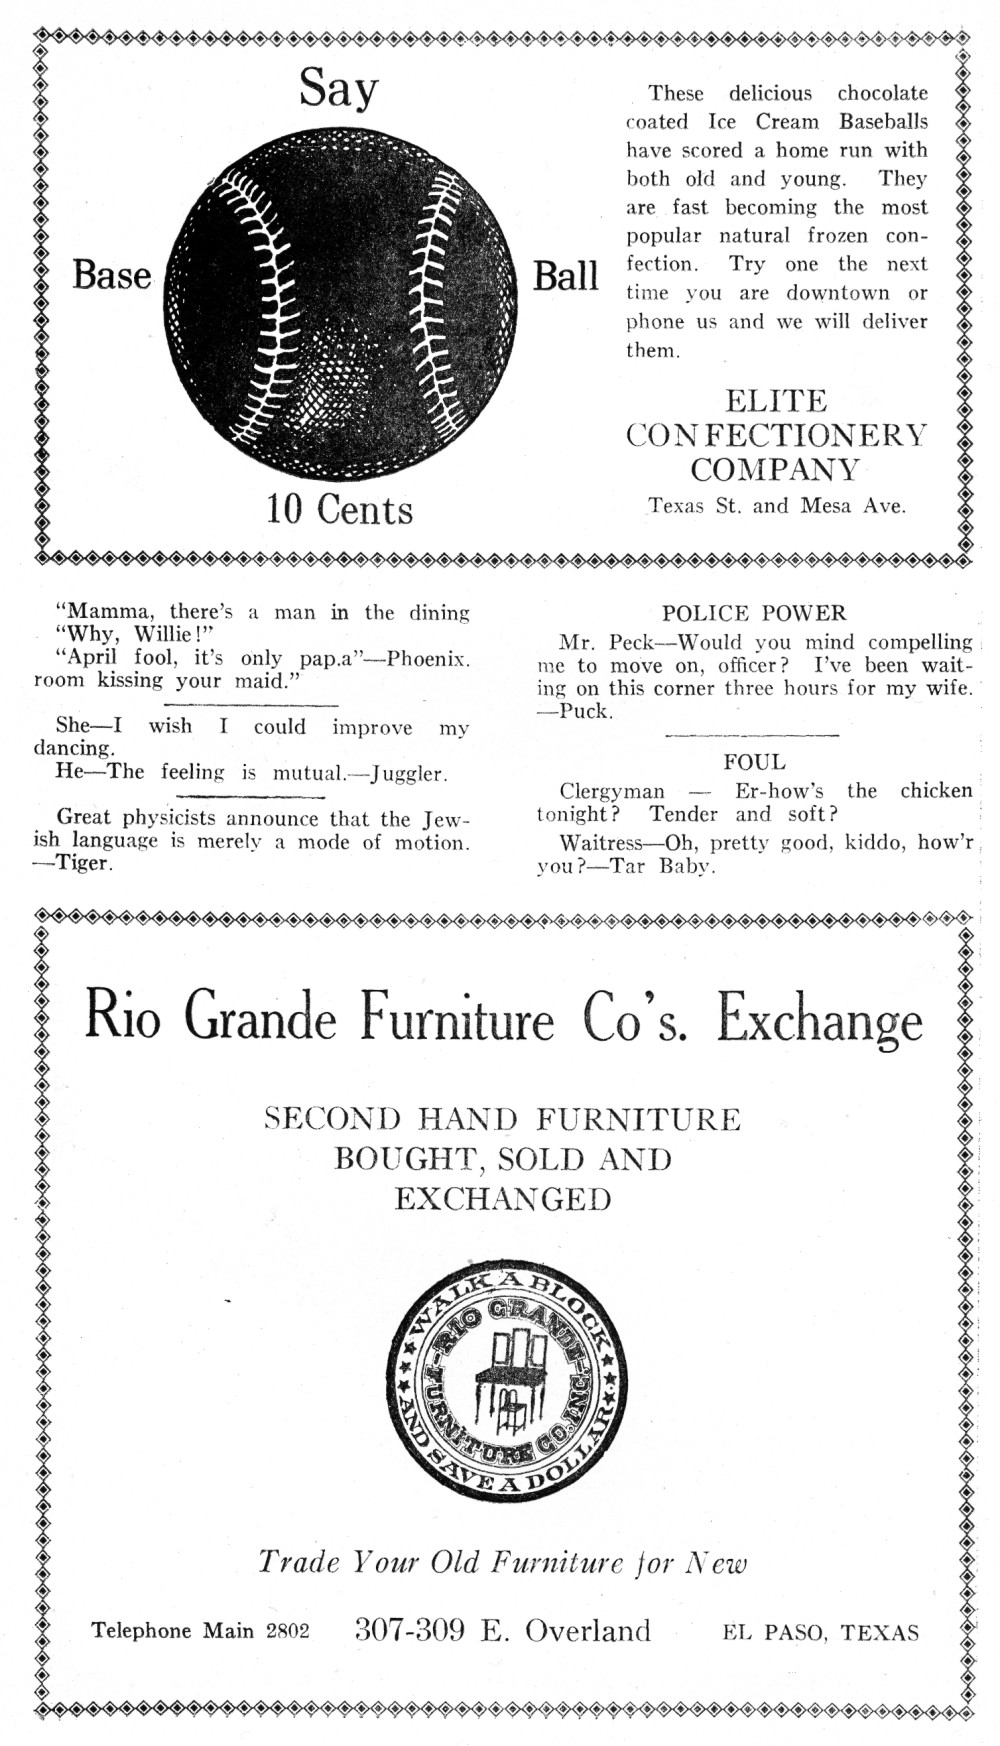 Say
Base
Ball
10 Cents
These delicious chocolate
coated Ice Cream Baseballs
have scored a home run with
both old and young. They
are fast becoming the most
popular natural frozen con-
fection. Try one the next
time you are downtown or
phone us and we will deliver
them.
ELITE
CONFECTIONERY
COMPANY
Texas St. and Mesa Ave.
"Mamma, there's a man in the dining
"Why, Willie!"
"April fool, it's only pap.a"—Phoenix.
room kissing your maid."
She—I wish I could improve my
dancing.
He—The feeling is mutual.—Juggler.
Great physicists announce that the Jew-
ish language is merely a mode of motion.
—Tiger.
POLICE POWER
Mr. Peck—Would you mind compelling
me to move on, officer? I've been wait-
ing on this corner three hours for my wife.
—Puck.
FOUL
Clergyman — Er-how's the chicken
tonight? Tender and soft?
Waitress—Oh, pretty good, kiddo, how'r
you?—Tar Baby.
Rio Grande Furniture Co's. Exchange
SECOND HAND FURNITURE
BOUGHT, SOLD AND
EXCHANGED
WALK A BLOCK
AND SAVE A DOLLAR
RIO GRANDE
FURNITURE CO. INC.
Trade Your Old Furniture for New
Telephone Main 2802 307-309 E. Overland EL PASO, TEXAS